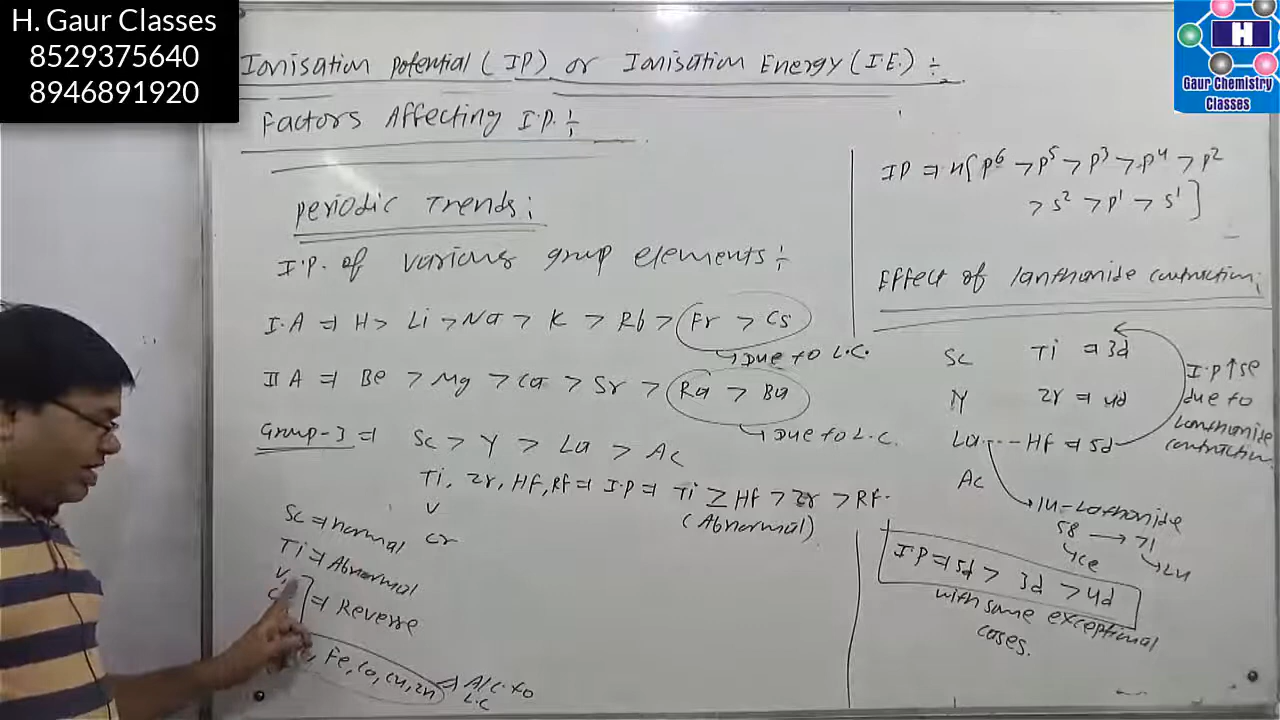 H. Gaur Classes
8529375640
8946891920
H
Gaur Chemistry
Classes
Ionisation Potential (IP) or Ionisation Energy (I.E.) ÷
Factors Affecting I.P. ÷
Periodic Trends :
I.P. of various group elements ÷
I.A ⇒ H > Li > Na > K > Rb > Fr > Cs
↳ Due to L.C.
II A ⇒ Be > Mg > Ca > Sr > Ra > Ba
↳ Due to L.C.
Group-3 ⇒ Sc > Y > La > Ac
Ti, Zr, Hf, Rf ⇒ I.P ⇒ Ti ≥ Hf > Zr > Rf.
(Abnormal)
V
Cr
Sc ⇒ normal
Ti ⇒ Abnormal
V,
⇒ Reverse
Fe, Co, Cu, Zn → A/C to
L.C
IP ⇒ n[ p⁶ > p⁵ > p³ > p⁴ > p²
> s² > p¹ > s¹ ]
Effect of lanthanide contraction;
Sc Ti ⇒ 3d
Y Zr ⇒ 4d
La --- Hf ⇒ 5d
Ac
I.P ↑se
due to
lanthanide
contraction.
14-Lathonide
58 → 71
↳ Ce ↳ Lu
I.P ⇒ 5d > 3d > 4d
with some exceptional
cases.